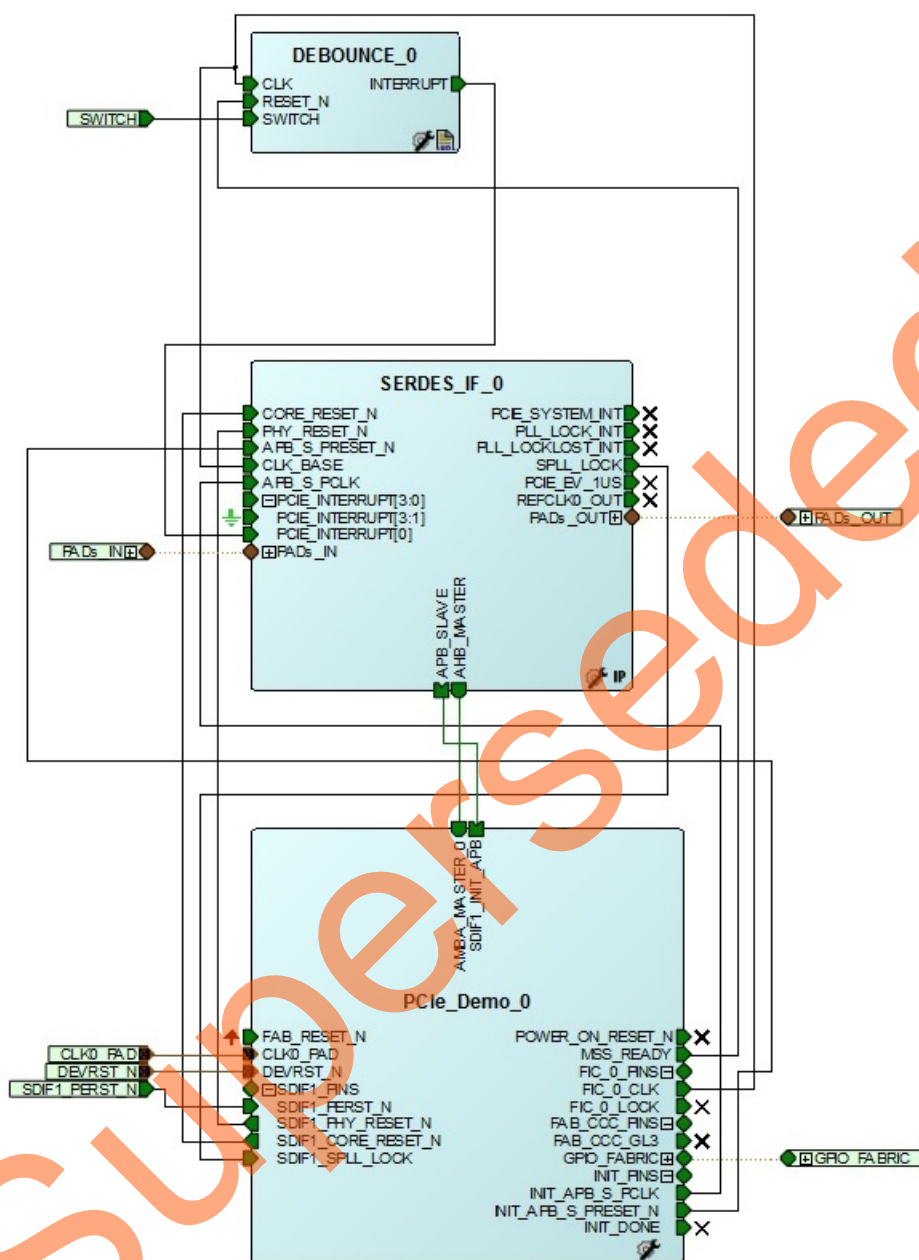 DEBOUNCE_0
CLK
INTERRUPT
RESET_N
SWITCH
SWITCH
SERDES_IF_0
CORE_RESET_N
PCIE_SYSTEM_INT
PHY_RESET_N
PLL_LOCK_INT
APB_S_PRESET_N
PLL_LOCKLOST_INT
CLK_BASE
SPLL_LOCK
APB_S_PCLK
PCIE_EV_1US
PCIE_INTERRUPT[3:0]
REFCLK0_OUT
PCIE_INTERRUPT[3:1]
PADs_OUT
PADs_OUT
PCIE_INTERRUPT[0]
PADs_IN
PADs_IN
APB_SLAVE
AHB_MASTER
IP
AMBA_MASTER_0
SDIF1_INIT_APB
PCIe_Demo_0
FAB_RESET_N
POWER_ON_RESET_N
CLK0_PAD
CLK0_PAD
MSS_READY
DEVRST_N
DEVRST_N
FIC_0_PINS
SDIF1_PERST_N
SDIF1_PINS
FIC_0_CLK
SDIF1_PERST_N
FIC_0_LOCK
SDIF1_PHY_RESET_N
FAB_CCC_PINS
SDIF1_CORE_RESET_N
FAB_CCC_GL3
SDIF1_SPLL_LOCK
GPIO_FABRIC
GPIO_FABRIC
INIT_PINS
INIT_APB_S_PCLK
INIT_APB_S_PRESET_N
INIT_DONE
Superseded